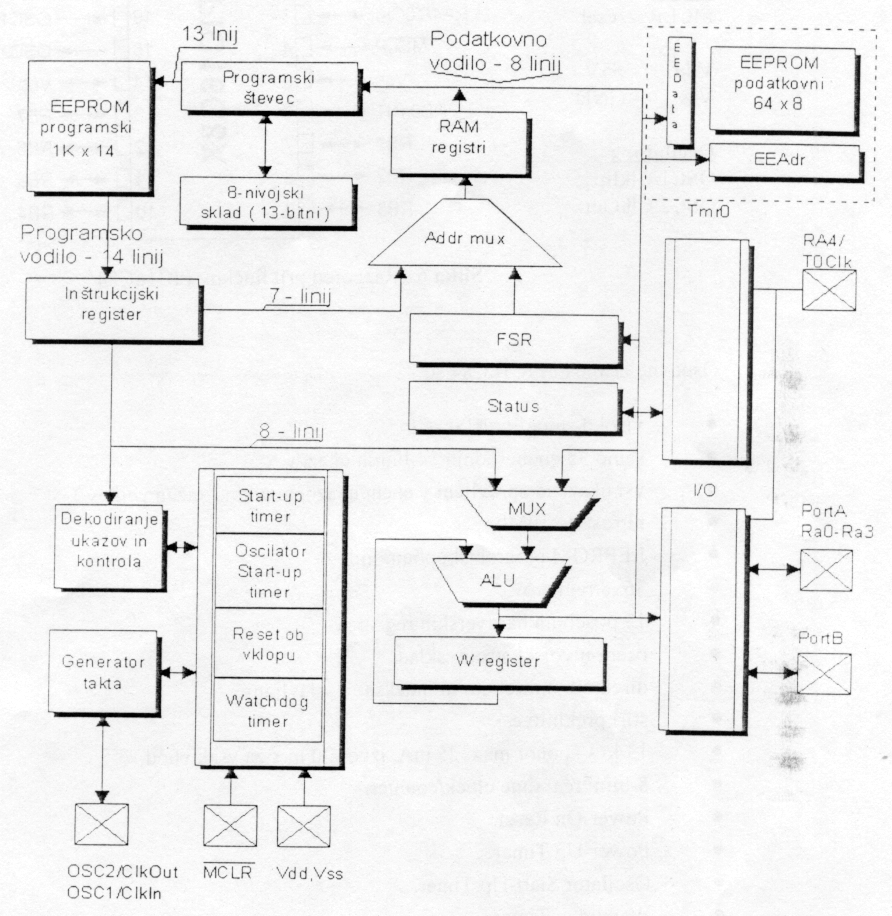 13 lnij
EEPROM
programski
1K x 14
Programski
števec
8-nivojski
sklad ( 13-bitni )
Podatkovno
vodilo - 8 linij
RAM
registri
EEData
EEPROM
podatkovni
64 x 8
EEAdr
Programsko
vodilo - 14 linij
Inštrukcijski
register
7 - linij
Addr mux
FSR
Status
Tmr0
RA4/
T0Clk
8 - linij
Dekodiranje
ukazov in
kontrola
Generator
takta
Start-up
timer
Oscilator
Start-up
timer
Reset ob
vklopu
Watchdog
timer
MUX
ALU
W register
I/O
PortA
Ra0-Ra3
PortB
OSC2/ClkOut
OSC1/ClkIn
MCLR
Vdd,Vss